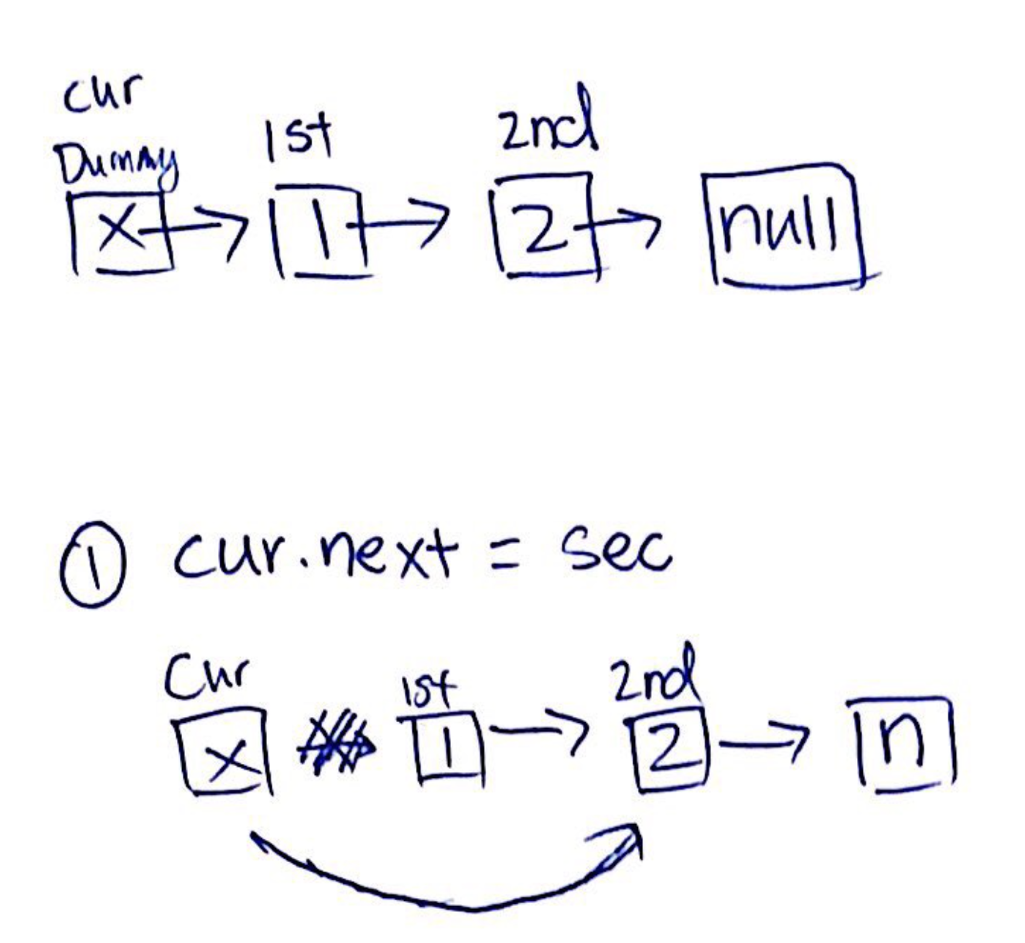 cur
Dummy 1st 2nd
X 1 2 null
① cur.next = sec
Cur 1st 2nd
X 1 2 n